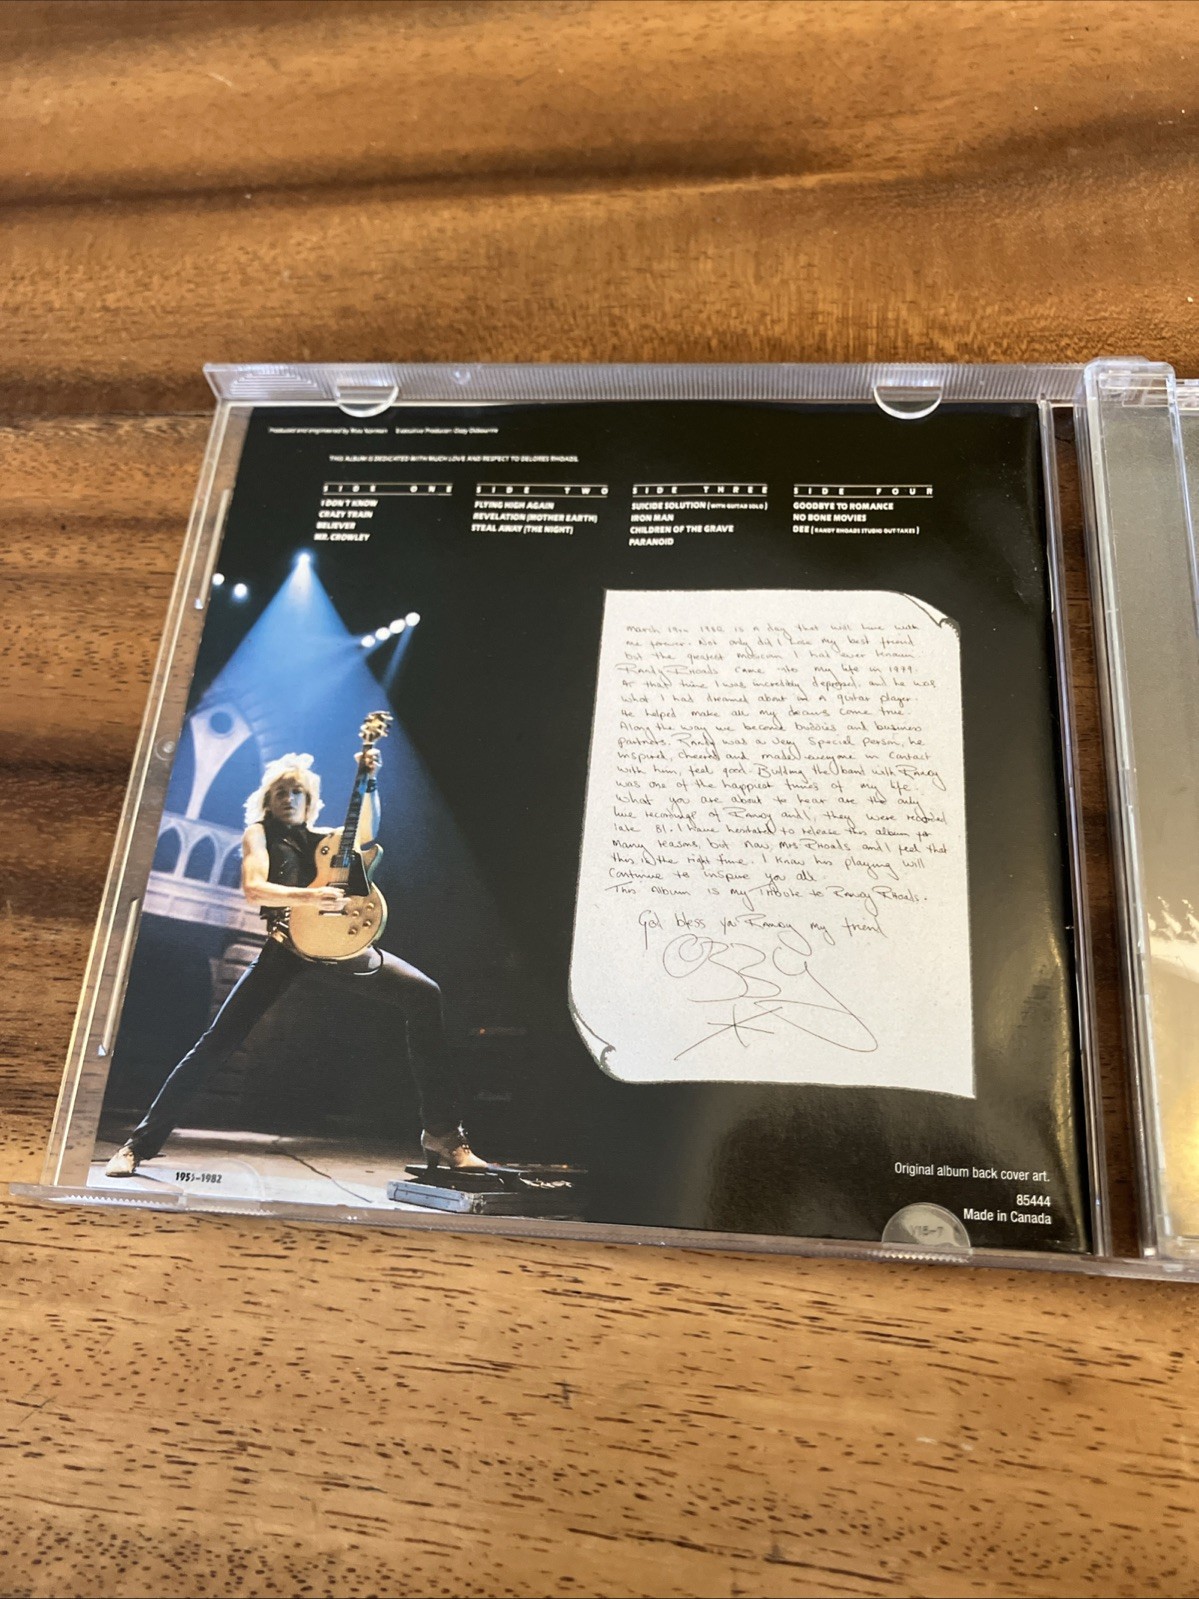 Produced and engineered by Max Norman    Executive Producer: Ozzy Osbourne
THIS ALBUM IS DEDICATED WITH MUCH LOVE AND RESPECT TO DELORES RHOADS.
SIDE ONE
I DON'T KNOW
CRAZY TRAIN
BELIEVER
MR. CROWLEY
SIDE TWO
FLYING HIGH AGAIN
REVELATION (MOTHER EARTH)
STEAL AWAY (THE NIGHT)
SIDE THREE
SUICIDE SOLUTION (WITH GUITAR SOLO)
IRON MAN
CHILDREN OF THE GRAVE
PARANOID
SIDE FOUR
GOODBYE TO ROMANCE
NO BONE MOVIES
DEE (RANDY RHOADS STUDIO OUT TAKES)
March 19th 1982 is a day that will live with
me forever. Not only did I lose my best friend
but the greatest musician I had ever known.
Randy Rhoads came to my life in 1979.
At that time I was incredibly depressed, and he was
what I had dreamed about in a guitar player.
He helped make all my dreams come true.
Along the way we became buddies and business
partners. Randy was a very special person, he
inspired, cheered and made everyone in contact
with him, feel good. Building the band with Randy
was one of the happiest times of my life.
What you are about to hear are the only
live recordings of Randy and I, they were recorded
late 81. I have hesitated to release this album for
many reasons, but now, Mrs Rhoads and I feel that
this is the right time. I know his playing will
continue to inspire you all.
This Album is my Tribute to Randy Rhoads.
God bless you Randy my friend
OZZY
1982
Original album back cover art.
85444
Made in Canada